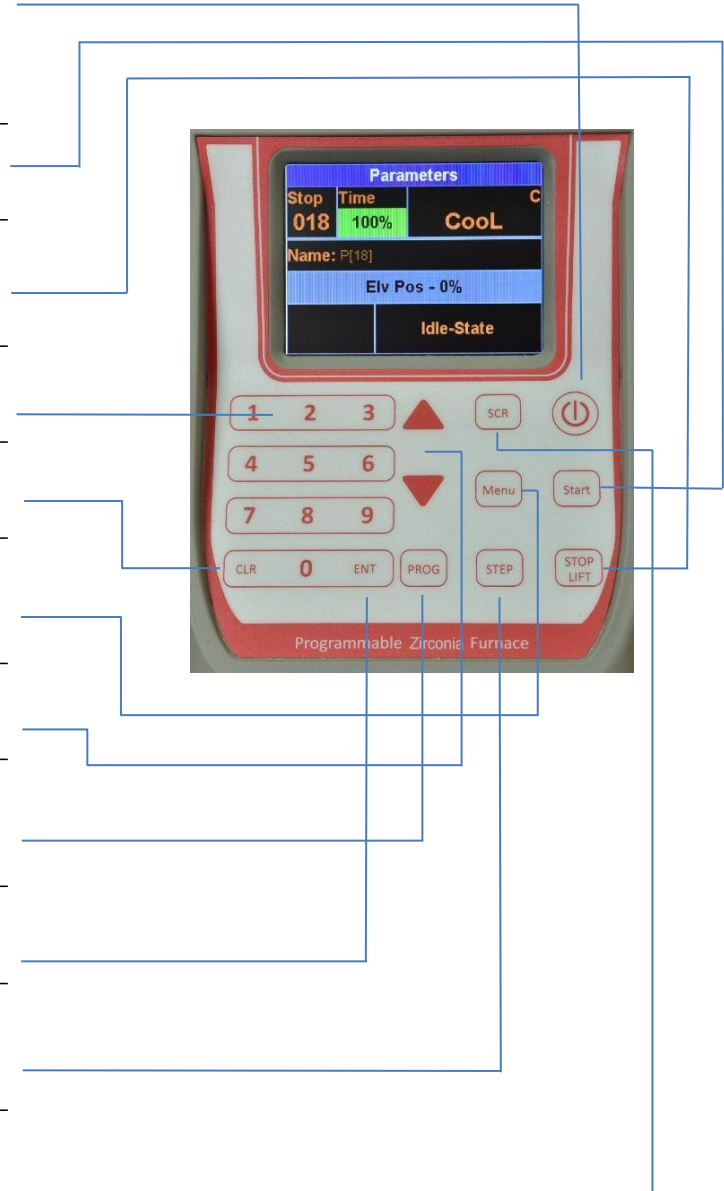 Parameters
Stop Time C
018 100% CooL
Name: P[18]
Elv Pos - 0%
Idle-State
1 2 3 SCR
4 5 6 Menu Start
7 8 9
CLR 0 ENT PROG STEP STOP LIFT
Programmable Zirconia Furnace